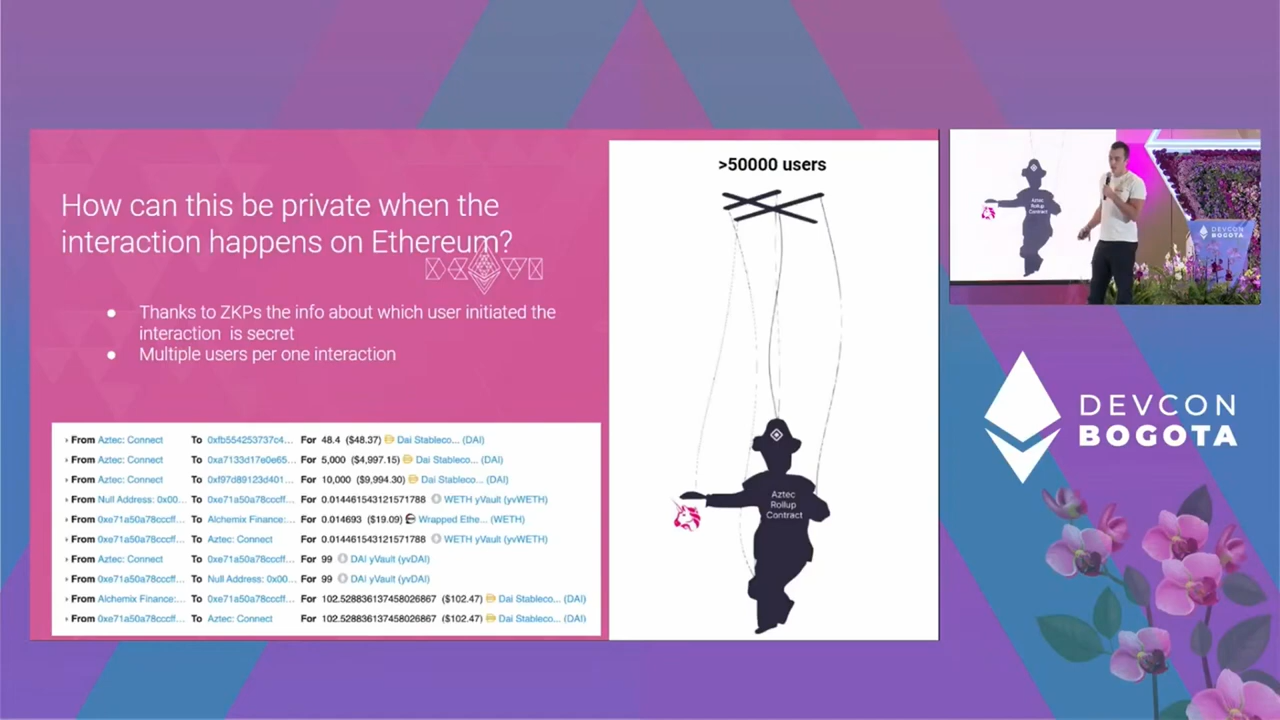 How can this be private when the
interaction happens on Ethereum?
DEVCON
● Thanks to ZKPs the info about which user initiated the
interaction is secret
● Multiple users per one interaction
From Aztec: Connect To 0xfb554253737c4... For 48.4 ($48.37) Dai Stableco... (DAI)
From Aztec: Connect To 0xa7133d17e0e65... For 5,000 ($4,997.15) Dai Stableco... (DAI)
From Aztec: Connect To 0xf97d89123d401... For 10,000 ($9,994.30) Dai Stableco... (DAI)
From Null Address: 0x00... To 0xe71a50a78cccff... For 0.014461543121571788 WETH yVault (yvWETH)
From 0xe71a50a78cccff... To Alchemix Finance:... For 0.014693 ($19.09) Wrapped Ethe... (WETH)
From 0xe71a50a78cccff... To Aztec: Connect For 0.014461543121571788 WETH yVault (yvWETH)
From Aztec: Connect To 0xe71a50a78cccff... For 99 DAI yVault (yvDAI)
From 0xe71a50a78cccff... To Null Address: 0x00... For 99 DAI yVault (yvDAI)
From Alchemix Finance:... To 0xe71a50a78cccff... For 102.528836137458026867 ($102.47) Dai Stableco... (DAI)
From 0xe71a50a78cccff... To Aztec: Connect For 102.528836137458026867 ($102.47) Dai Stableco... (DAI)
>50000 users
Aztec
Rollup
Contract
Aztec
Rollup
Contract
DEVCON
BOGOTA
DEVCON
BOGOTA